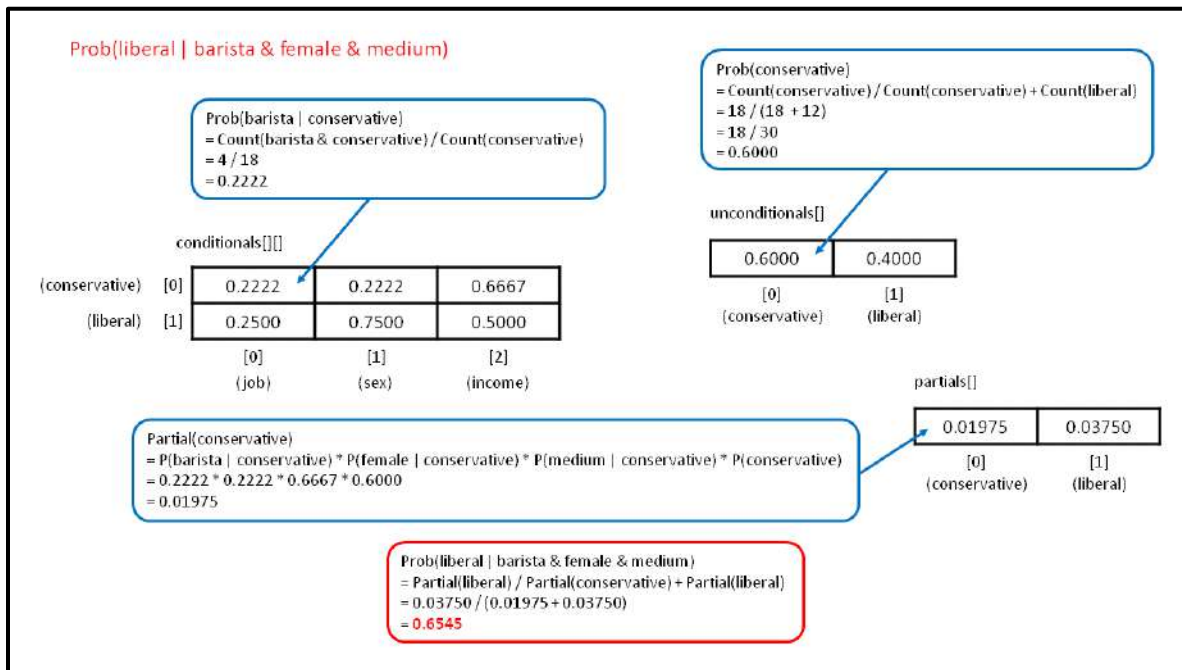 Prob(liberal | barista & female & medium)
Prob(conservative)
= Count(conservative) / Count(conservative) + Count(liberal)
= 18 / (18 + 12)
= 18 / 30
= 0.6000
Prob(barista | conservative)
= Count(barista & conservative) / Count(conservative)
= 4 / 18
= 0.2222
unconditionals[]
0.6000 0.4000
[0] [1]
(conservative) (liberal)
conditionals[][]
(conservative) [0] 0.2222 0.2222 0.6667
(liberal) [1] 0.2500 0.7500 0.5000
[0] [1] [2]
(job) (sex) (income)
partials[]
0.01975 0.03750
[0] [1]
(conservative) (liberal)
Partial(conservative)
= P(barista | conservative) * P(female | conservative) * P(medium | conservative) * P(conservative)
= 0.2222 * 0.2222 * 0.6667 * 0.6000
= 0.01975
Prob(liberal | barista & female & medium)
= Partial(liberal) / Partial(conservative) + Partial(liberal)
= 0.03750 / (0.01975 + 0.03750)
= 0.6545